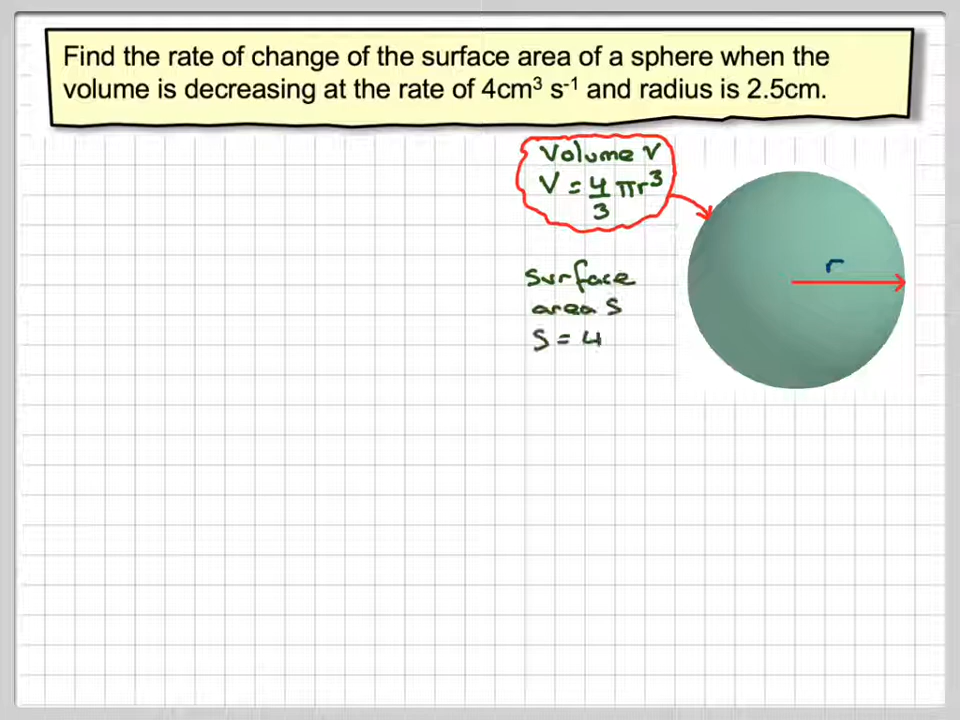 Find the rate of change of the surface area of a sphere when the
volume is decreasing at the rate of 4cm³ s⁻¹ and radius is 2.5cm.
Volume V
V = 4/3 πr³
r
Surface
area S
S = 4